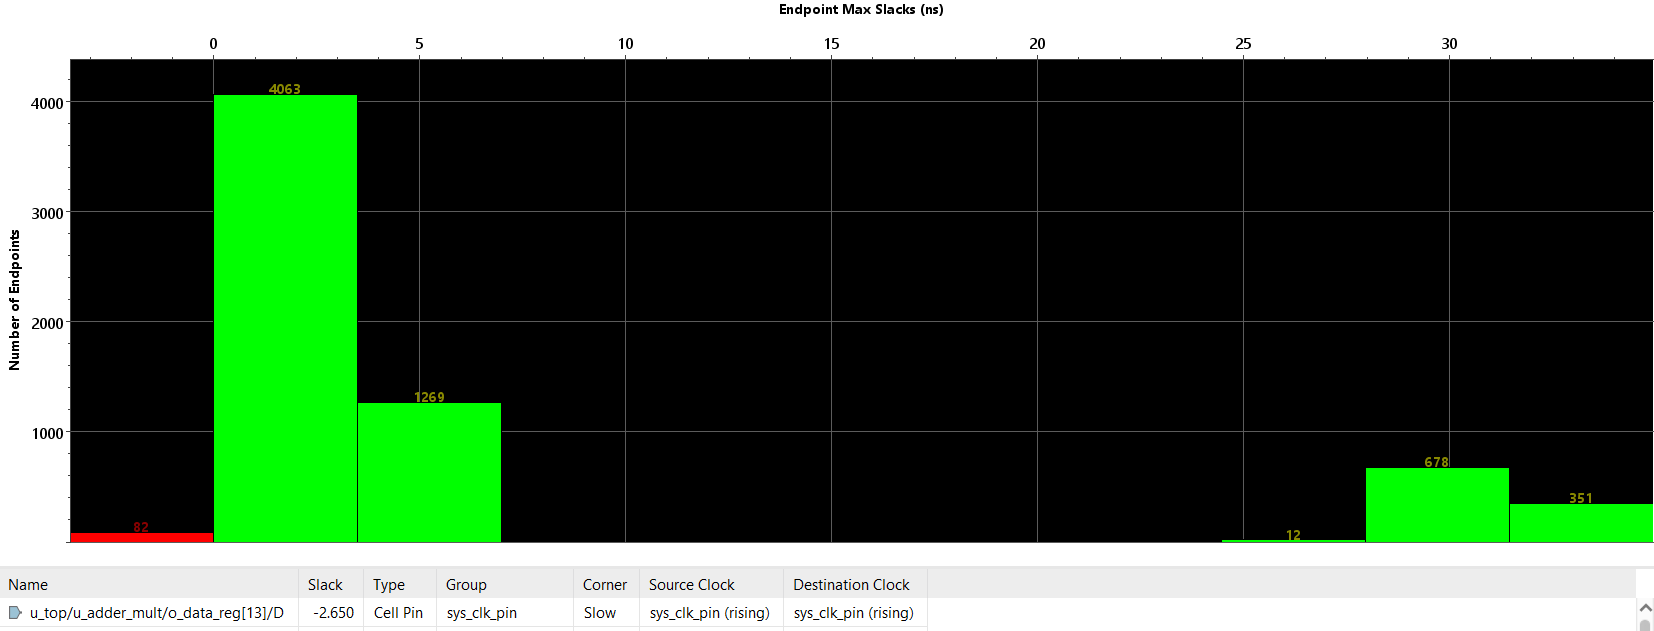 Endpoint Max Slacks (ns)
0 5 10 15 20 25 30
Number of Endpoints
4000
3000
2000
1000
82
4063
1269
12
678
351
Name Slack Type Group Corner Source Clock Destination Clock
u_top/u_adder_mult/o_data_reg[13]/D -2.650 Cell Pin sys_clk_pin Slow sys_clk_pin (rising) sys_clk_pin (rising)